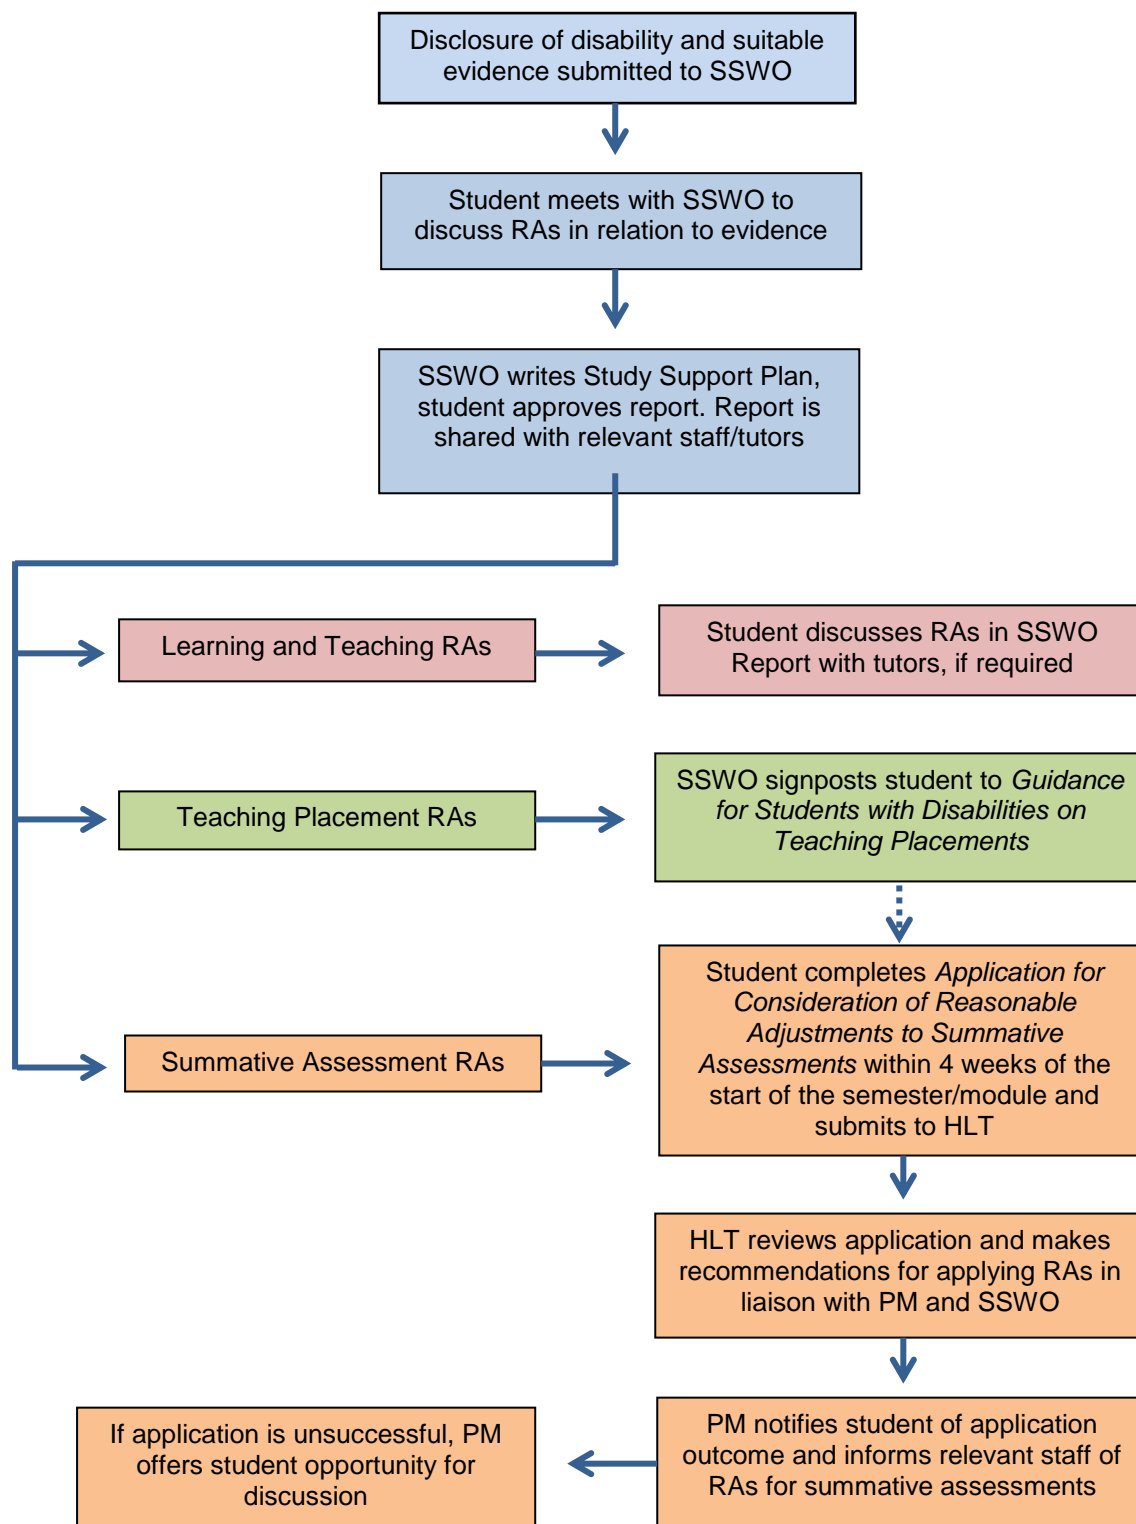 Disclosure of disability and suitable
evidence submitted to SSWO
Student meets with SSWO to
discuss RAs in relation to evidence
SSWO writes Study Support Plan,
student approves report. Report is
shared with relevant staff/tutors
Learning and Teaching RAs
Student discusses RAs in SSWO
Report with tutors, if required
Teaching Placement RAs
SSWO signposts student to Guidance
for Students with Disabilities on
Teaching Placements
Summative Assessment RAs
Student completes Application for
Consideration of Reasonable
Adjustments to Summative
Assessments within 4 weeks of the
start of the semester/module and
submits to HLT
HLT reviews application and makes
recommendations for applying RAs in
liaison with PM and SSWO
PM notifies student of application
outcome and informs relevant staff of
RAs for summative assessments
If application is unsuccessful, PM
offers student opportunity for
discussion